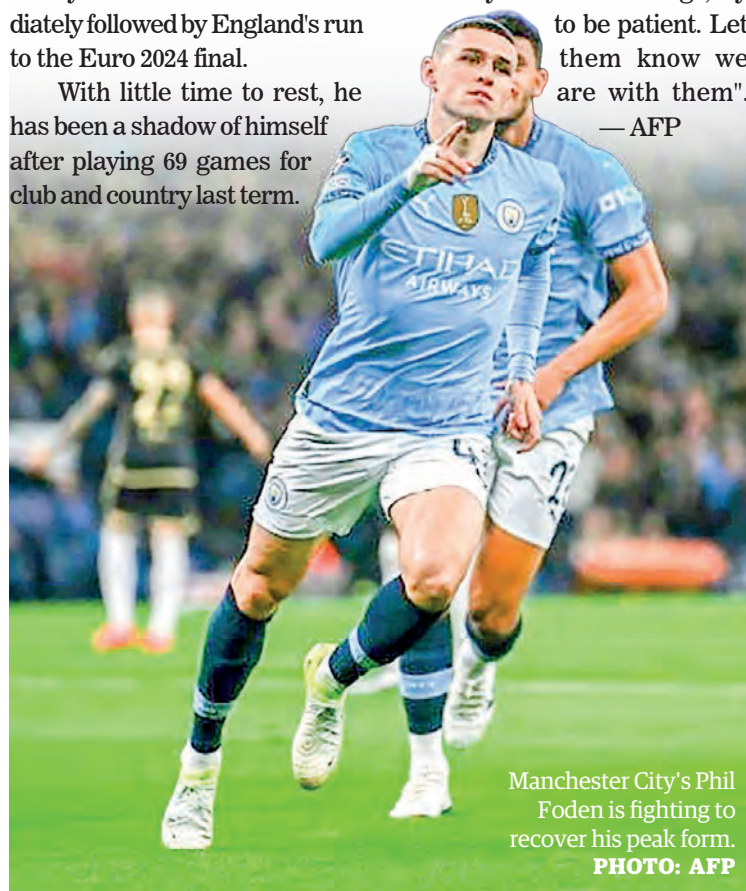 diately followed by England's run
to the Euro 2024 final.
With little time to rest, he
has been a shadow of himself
after playing 69 games for
club and country last term.
to be patient. Let
them know we
are with them".
— AFP
ETIHAD
AIRWAYS
22
Manchester City's Phil
Foden is fighting to
recover his peak form.
PHOTO: AFP